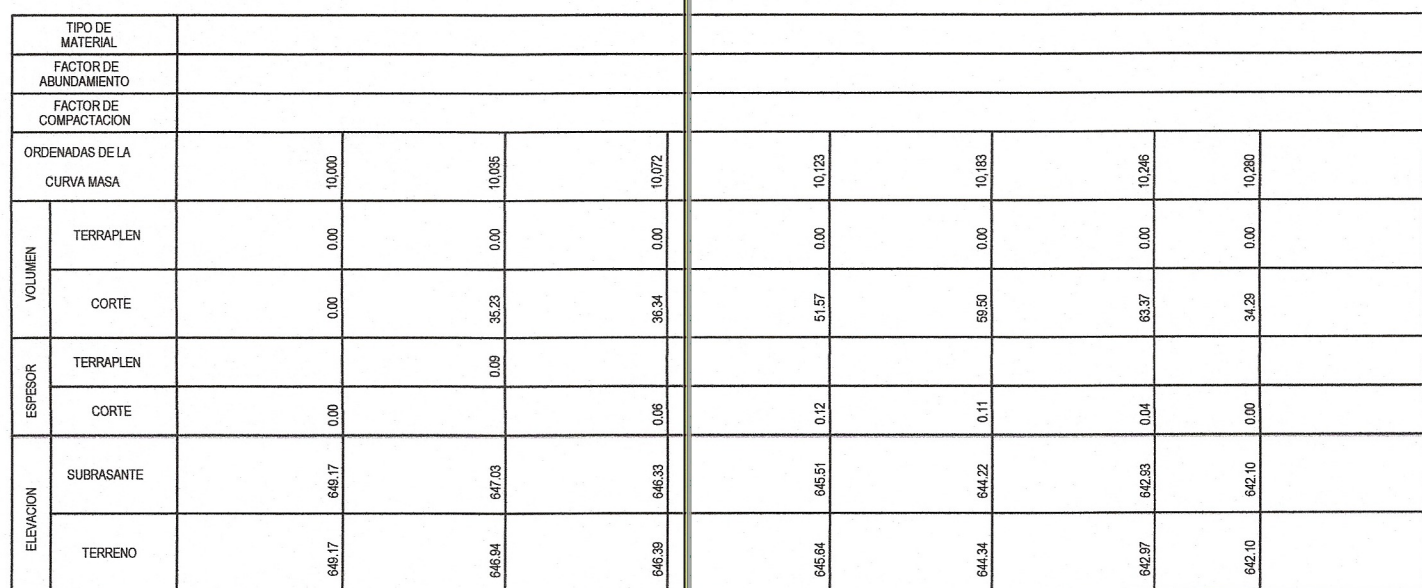 TIPO DE
MATERIAL
FACTOR DE
ABUNDAMIENTO
FACTOR DE
COMPACTACION
ORDENADAS DE LA
CURVA MASA
10,000 10,035 10,072 10,123 10,183 10,246 10,280
VOLUMEN
TERRAPLEN 0.00 0.00 0.00 0.00 0.00 0.00 0.00
CORTE 0.00 35.23 36.34 51.57 59.50 63.37 34.29
ESPESOR
TERRAPLEN 0.09
CORTE 0.00 0.06 0.12 0.11 0.04 0.00
ELEVACION
SUBRASANTE 649.17 647.03 646.33 645.51 644.22 642.93 642.10
TERRENO 649.17 646.94 646.39 645.64 644.34 642.97 642.10